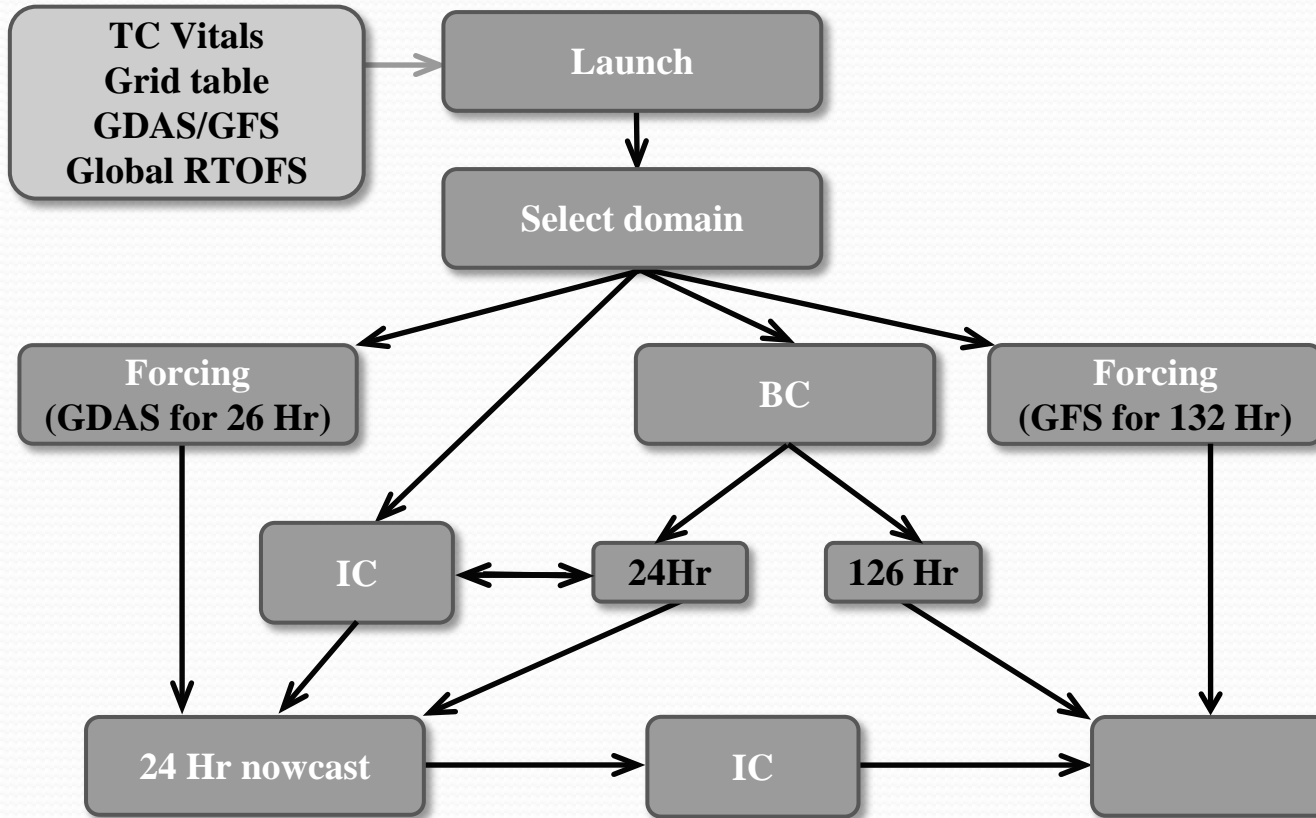 TC Vitals
Grid table
GDAS/GFS
Global RTOFS
Launch
Select domain
Forcing
(GDAS for 26 Hr)
BC
Forcing
(GFS for 132 Hr)
IC
24Hr
126 Hr
24 Hr nowcast
IC